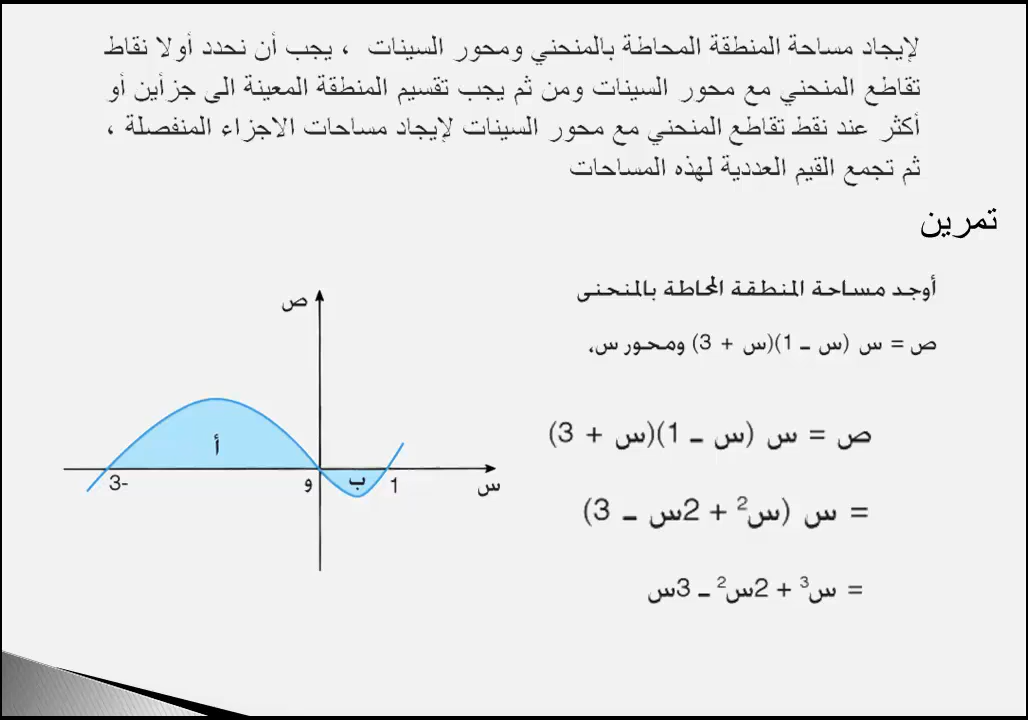 لإيجاد مساحة المنطقة المحاطة بالمنحني ومحور السينات ، يجب أن نحدد أولا نقاط
تقاطع المنحني مع محور السينات ومن ثم يجب تقسيم المنطقة المعينة الى جزأين أو
أكثر عند نقط تقاطع المنحني مع محور السينات لإيجاد مساحات الاجزاء المنفصلة ،
ثم تجمع القيم العددية لهذه المساحات
تمرين
أوجد مساحة المنطقة المحاطة بالمنحنى
ص = س (س – 1)(س + 3) ومحور س،
ص = س (س – 1)(س + 3)
= س (س² + 2س – 3)
= س³ + 2س² – 3س
ص
أ
3-
و
ب
1
س